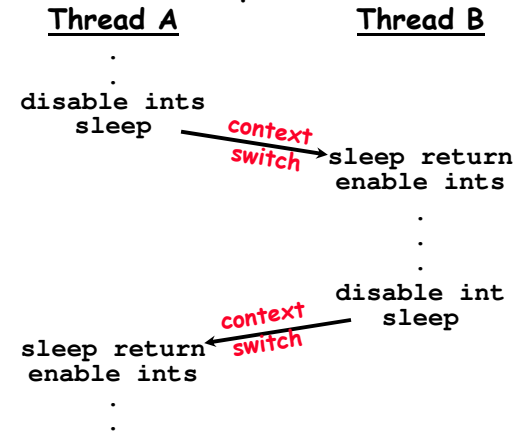 Thread A
Thread B
.
.
disable ints
sleep
context
switch
sleep return
enable ints
.
.
.
disable int
sleep
context
switch
sleep return
enable ints
.
.